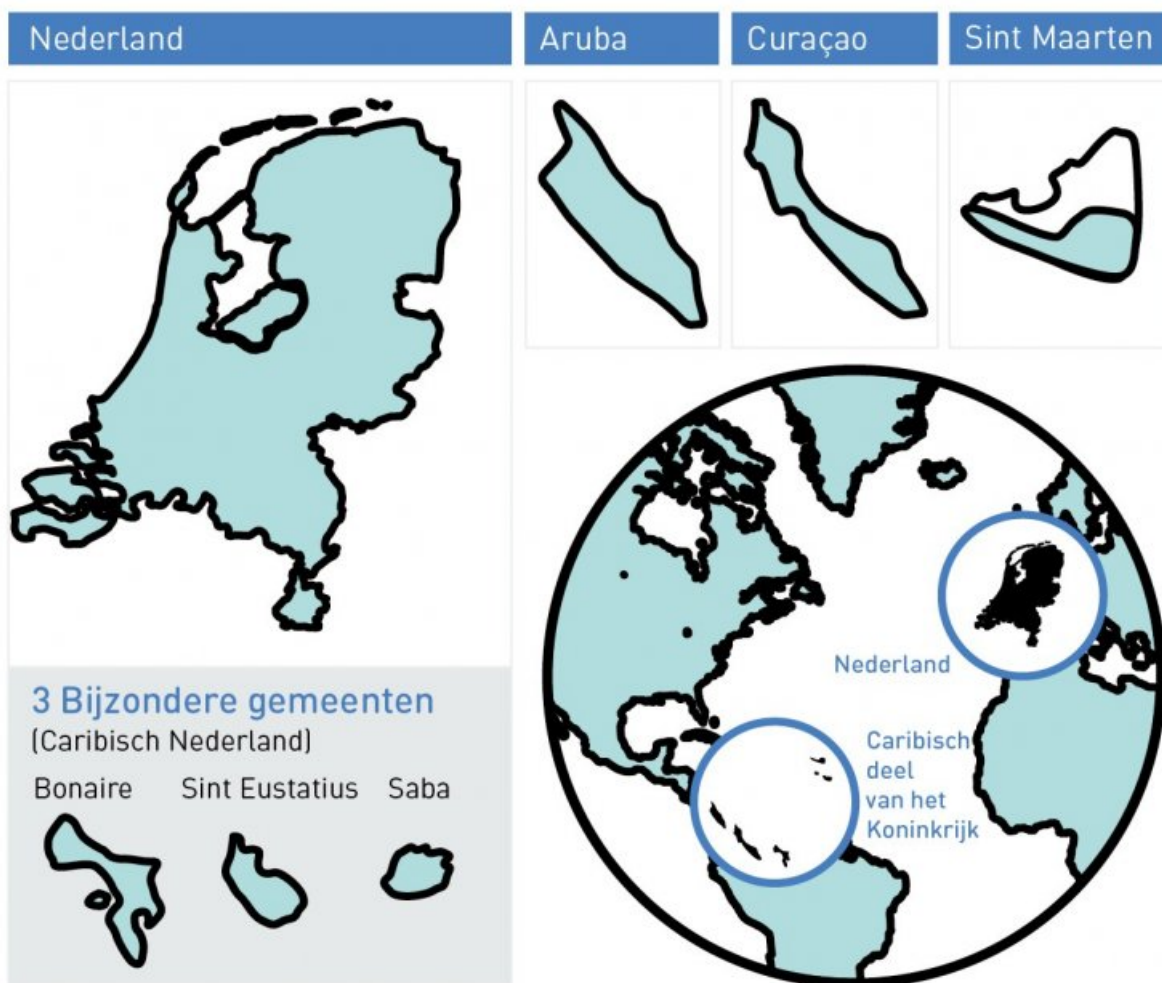 Nederland
Aruba
Curaçao
Sint Maarten
3 Bijzondere gemeenten
(Caribisch Nederland)
Bonaire
Sint Eustatius
Saba
Nederland
Caribisch
deel
van het
Koninkrijk